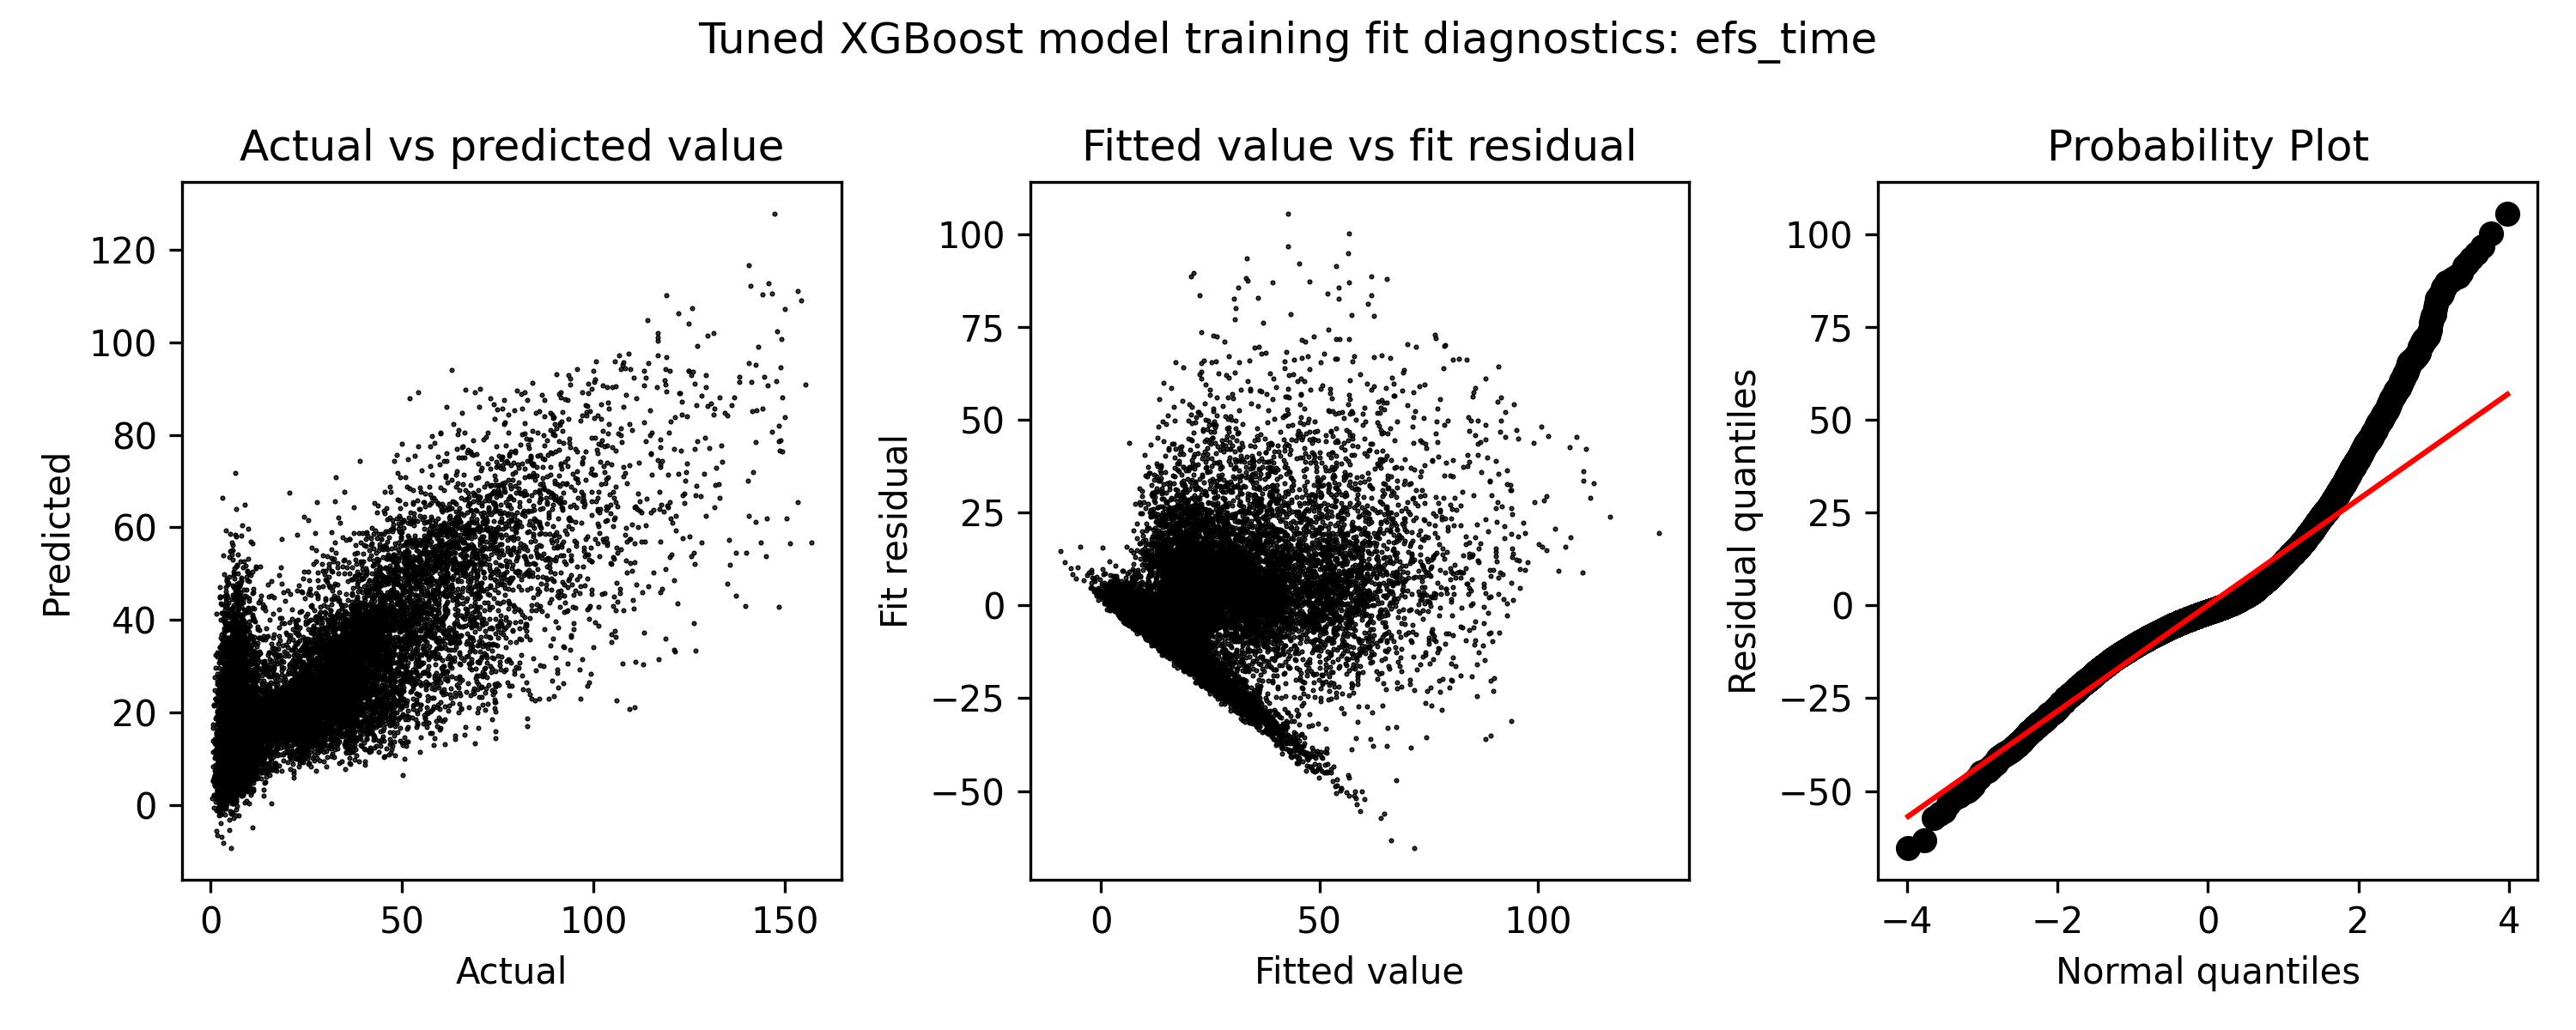 Tuned XGBoost model training fit diagnostics: efs_time
Actual vs predicted value
120
100
80
60
40
20
0
Predicted
0 50 100 150
Actual
Fitted value vs fit residual
100
75
50
25
0
−25
−50
Fit residual
0 50 100
Fitted value
Probability Plot
100
75
50
25
0
−25
−50
Residual quantiles
−4 −2 0 2 4
Normal quantiles